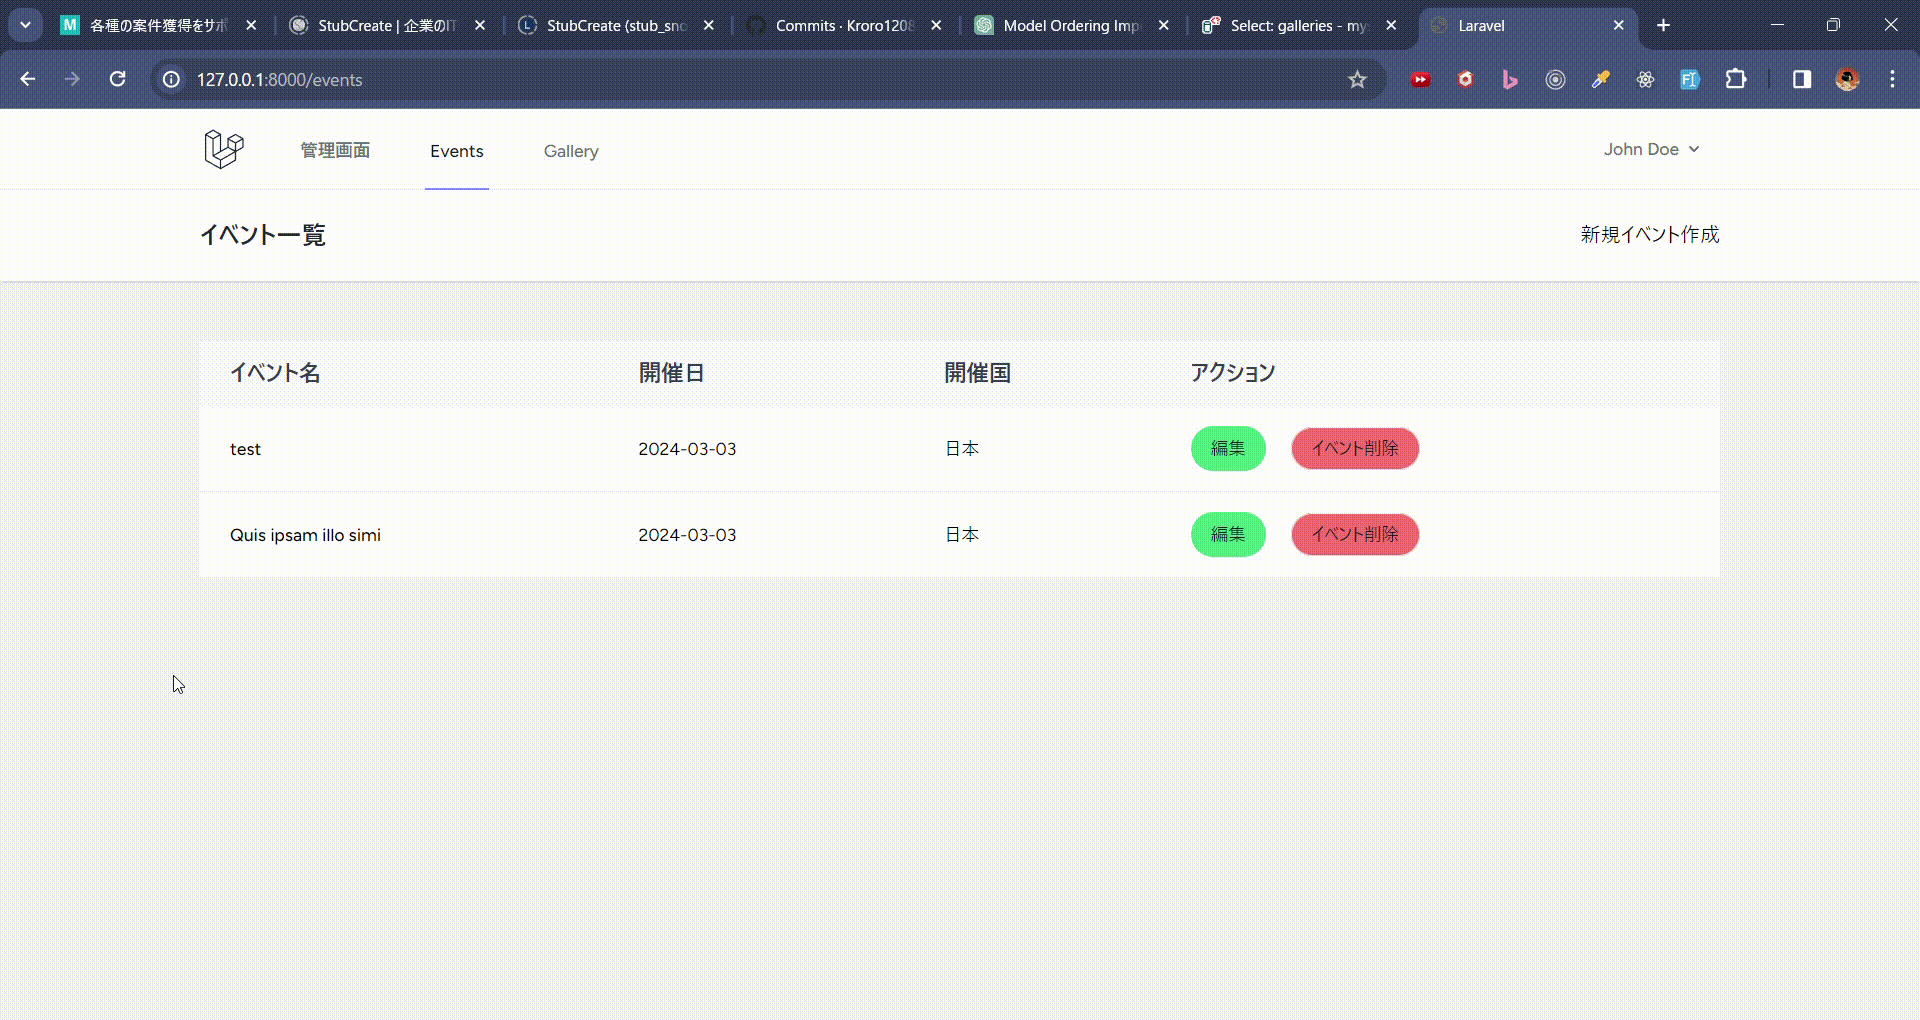 M 各種の案件獲得をサポ
StubCreate | 企業のIT
StubCreate (stub_sno
Commits · Kroro1208
Model Ordering Imp
Select: galleries - my
Laravel
127.0.0.1:8000/events
管理画面 Events Gallery John Doe
イベント一覧 新規イベント作成
イベント名 開催日 開催国 アクション
test 2024-03-03 日本 編集 イベント削除
Quis ipsam illo simi 2024-03-03 日本 編集 イベント削除